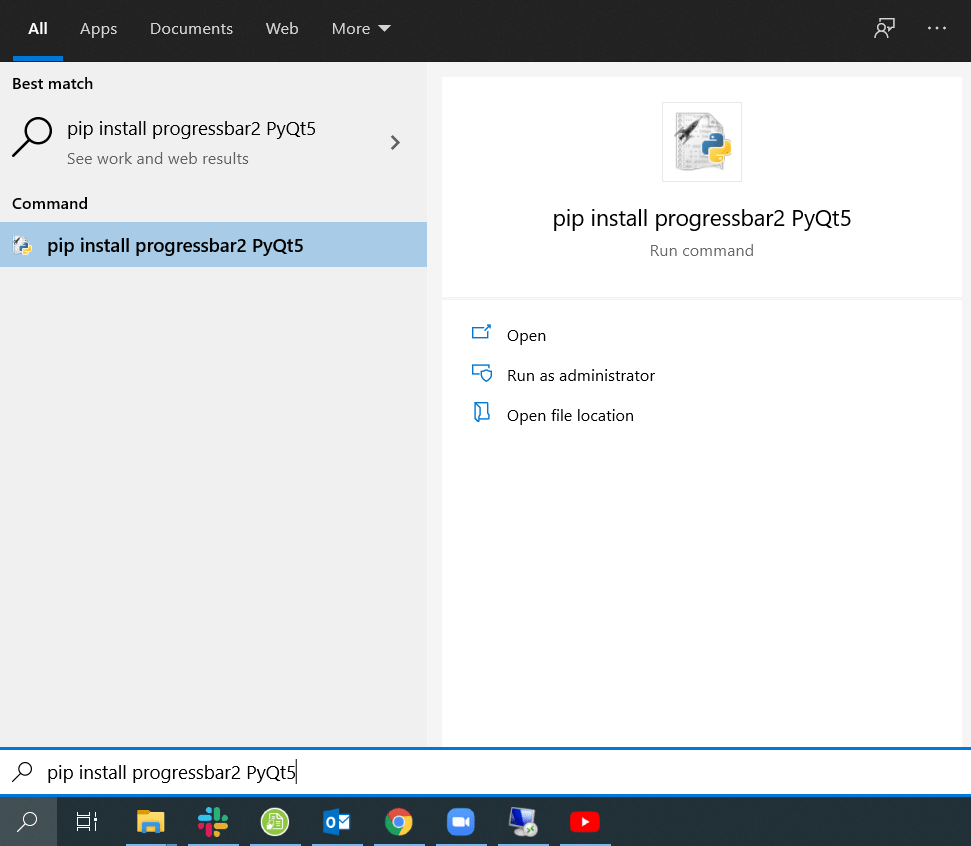 All Apps Documents Web More
Best match
pip install progressbar2 PyQt5
See work and web results
Command
pip install progressbar2 PyQt5
pip install progressbar2 PyQt5
Run command
Open
Run as administrator
Open file location
pip install progressbar2 PyQt5